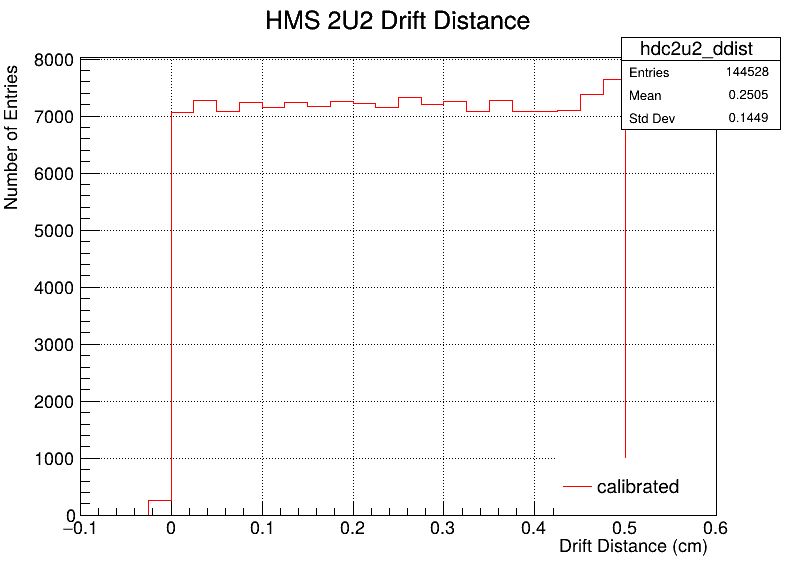 HMS 2U2 Drift Distance
hdc2u2_ddist
Entries 144528
Mean 0.2505
Std Dev 0.1449
Number of Entries
8000
7000
6000
5000
4000
3000
2000
1000
0
calibrated
−0.1 0 0.1 0.2 0.3 0.4 0.5 0.6
Drift Distance (cm)